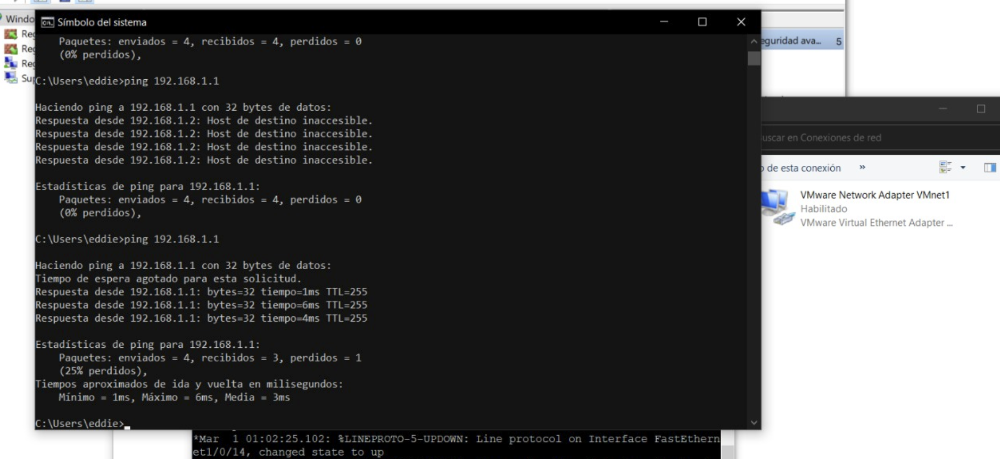 Windo
Símbolo del sistema
Reg
Reg
Reg
Sup
Paquetes: enviados = 4, recibidos = 4, perdidos = 0
(0% perdidos),
C:\Users\eddie>ping 192.168.1.1
Haciendo ping a 192.168.1.1 con 32 bytes de datos:
Respuesta desde 192.168.1.2: Host de destino inaccesible.
Respuesta desde 192.168.1.2: Host de destino inaccesible.
Respuesta desde 192.168.1.2: Host de destino inaccesible.
Respuesta desde 192.168.1.2: Host de destino inaccesible.
Estadísticas de ping para 192.168.1.1:
Paquetes: enviados = 4, recibidos = 4, perdidos = 0
(0% perdidos),
C:\Users\eddie>ping 192.168.1.1
Haciendo ping a 192.168.1.1 con 32 bytes de datos:
Tiempo de espera agotado para esta solicitud.
Respuesta desde 192.168.1.1: bytes=32 tiempo=1ms TTL=255
Respuesta desde 192.168.1.1: bytes=32 tiempo=6ms TTL=255
Respuesta desde 192.168.1.1: bytes=32 tiempo=4ms TTL=255
Estadísticas de ping para 192.168.1.1:
Paquetes: enviados = 4, recibidos = 3, perdidos = 1
(25% perdidos),
Tiempos aproximados de ida y vuelta en milisegundos:
Mínimo = 1ms, Máximo = 6ms, Media = 3ms
C:\Users\eddie>
*Mar  1 01:02:25.102: %LINEPROTO-5-UPDOWN: Line protocol on Interface FastEthern
et1/0/14, changed state to up
eguridad ava... 5
uscar en Conexiones de red
o de esta conexión »
VMware Network Adapter VMnet1
Habilitado
VMware Virtual Ethernet Adapter ...